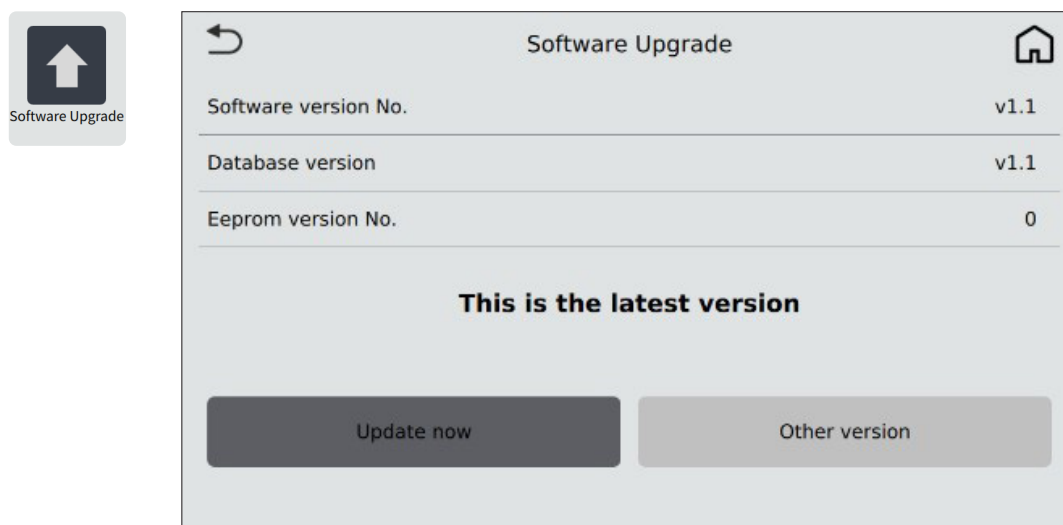 Software Upgrade
Software Upgrade
Software version No. v1.1
Database version v1.1
Eeprom version No. 0
This is the latest version
Update now
Other version